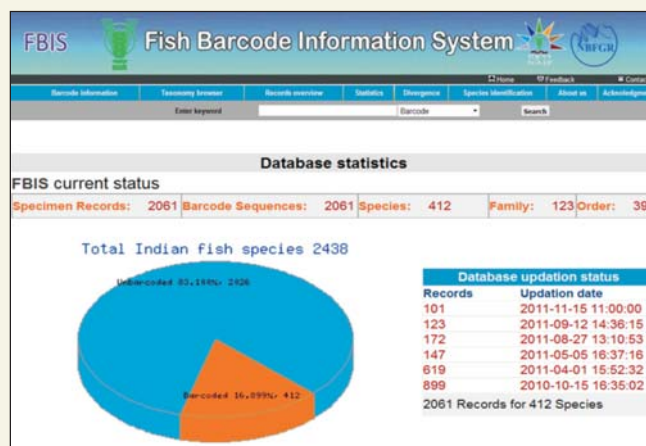 FBIS Fish Barcode Information System
NBFGR
Home Feedback Contac
Barcode Information Taxonomy browser Records overview Statistics Divergence Species Identification About us Acknowledgme
Enter keyword Barcode Search
Database statistics
FBIS current status
Specimen Records: 2061 Barcode Sequences: 2061 Species: 412 Family: 123 Order: 39
Total Indian fish species 2438
Unbarcoded 83.100%: 2026
Barcoded 16.899%: 412
Database updation status
Records Updation date
101 2011-11-15 11:00:00
123 2011-09-12 14:36:15
172 2011-08-27 13:10:53
147 2011-05-05 16:37:16
619 2011-04-01 15:52:32
899 2010-10-15 16:35:02
2061 Records for 412 Species